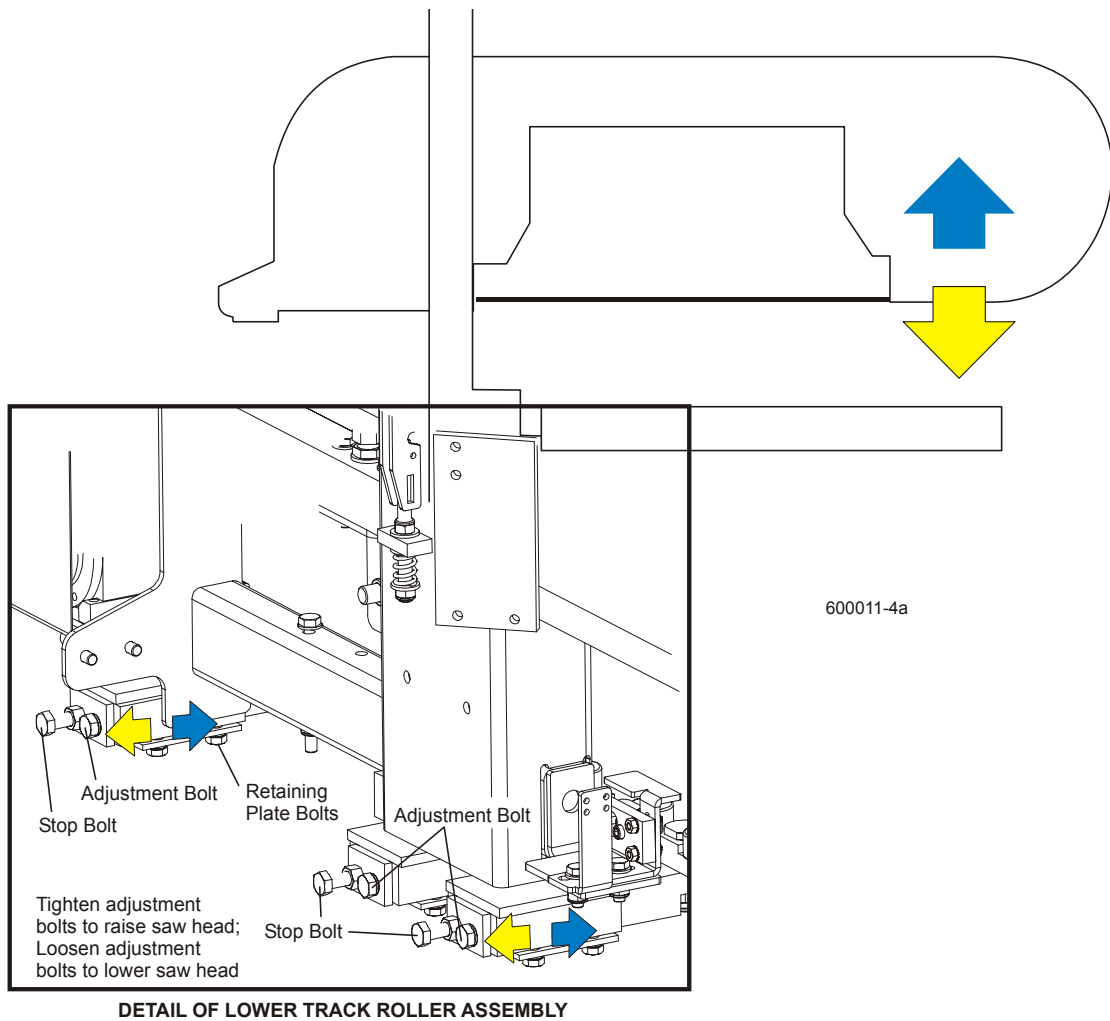 600011-4a
Adjustment Bolt
Stop Bolt
Retaining
Plate Bolts
Adjustment Bolt
Stop Bolt
Tighten adjustment
bolts to raise saw head;
Loosen adjustment
bolts to lower saw head
DETAIL OF LOWER TRACK ROLLER ASSEMBLY